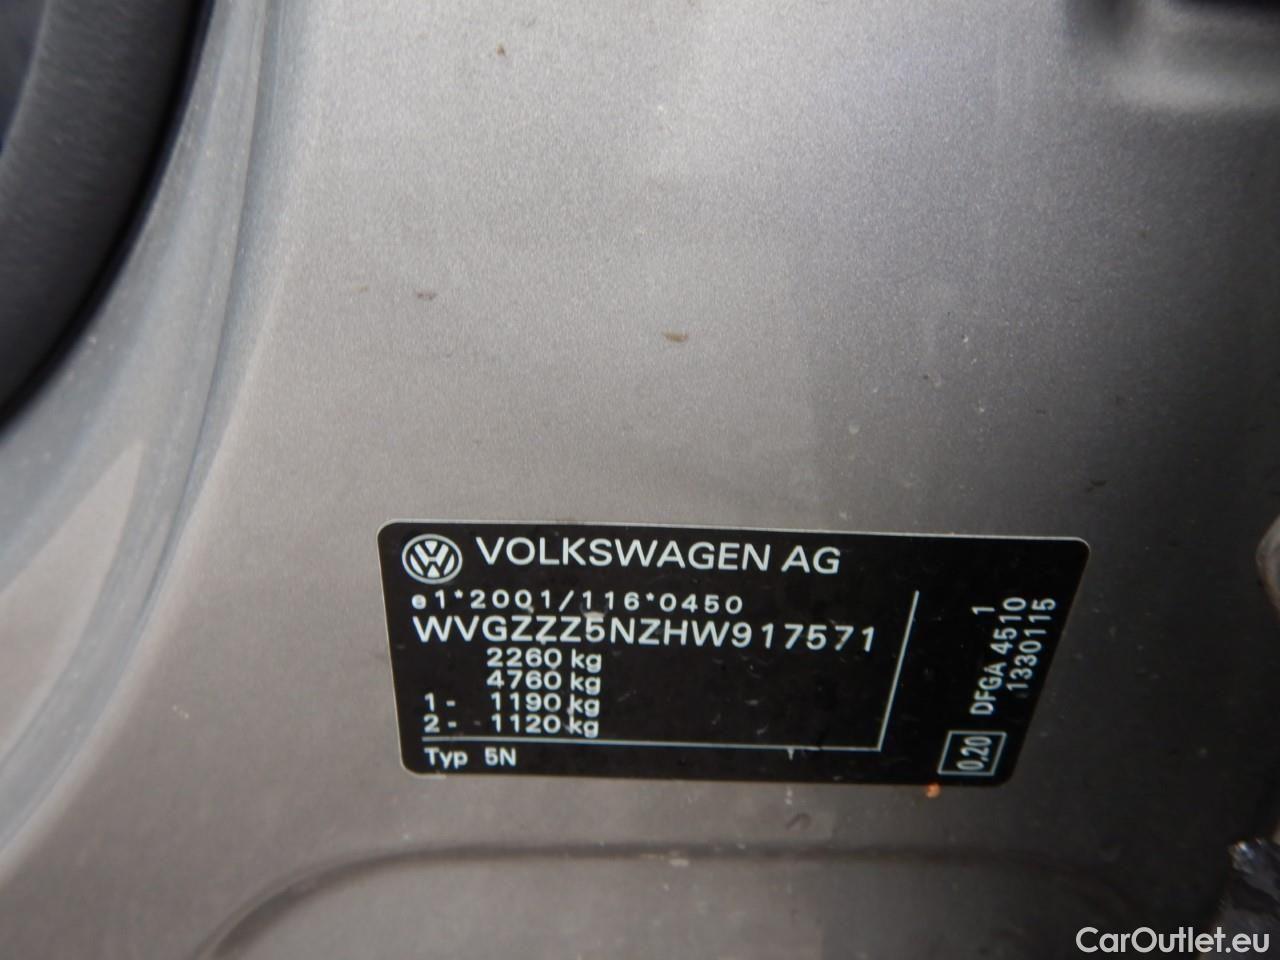 VOLKSWAGEN AG
e1*2001/116*0450
WVGZZZ5NZHW917571
2260 kg
4760 kg
1 - 1190 kg
2 - 1120 kg
Typ 5N
1
DFGA 4510
1330115
0.20
CarOutlet.eu